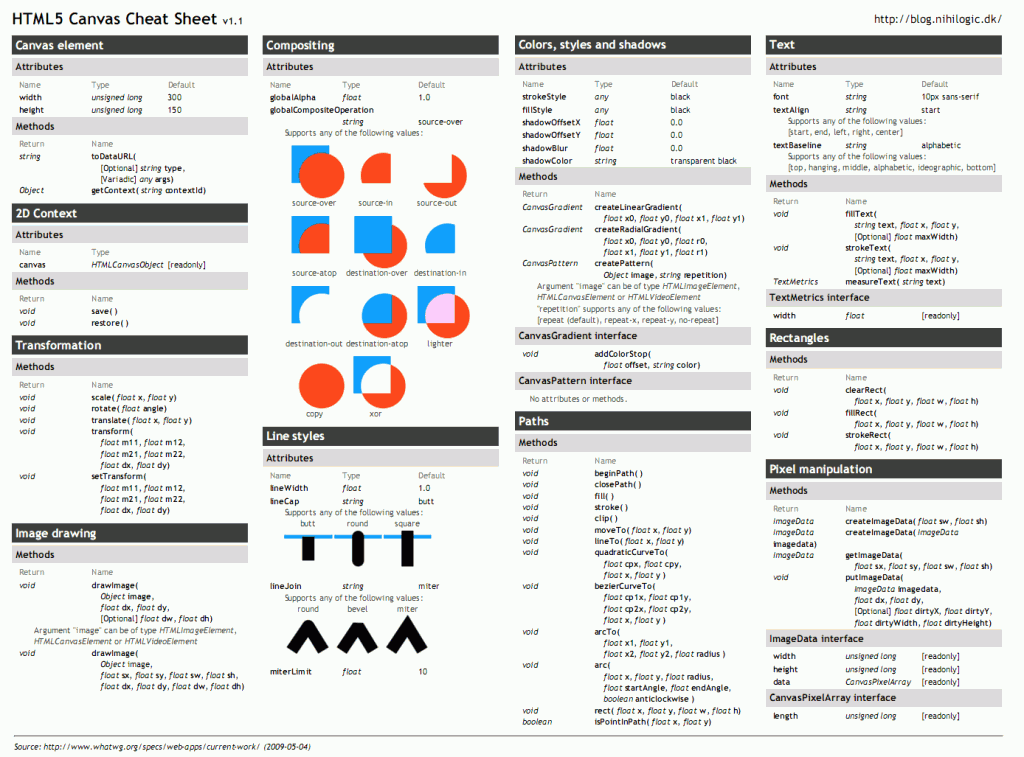 HTML5 Canvas Cheat Sheet v1.1
http://blog.nihilogic.dk/
Canvas element
Attributes
Name Type Default
width unsigned long 300
height unsigned long 150
Methods
Return Name
string toDataURL(
[Optional] string type,
[Variadic] any args)
Object getContext( string contextId)
2D Context
Attributes
Name Type
canvas HTMLCanvasObject [readonly]
Methods
Return Name
void save( )
void restore( )
Transformation
Methods
Return Name
void scale( float x, float y)
void rotate( float angle)
void translate( float x, float y)
void transform(
float m11, float m12,
float m21, float m22,
float dx, float dy)
void setTransform(
float m11, float m12,
float m21, float m22,
float dx, float dy)
Image drawing
Methods
Return Name
void drawImage(
Object image,
float dx, float dy,
[Optional] float dw, float dh)
Argument "image" can be of type HTMLImageElement,
HTMLCanvasElement or HTMLVideoElement
void drawImage(
Object image,
float sx, float sy, float sw, float sh,
float dx, float dy, float dw, float dh)
Compositing
Attributes
Name Type Default
globalAlpha float 1.0
globalCompositeOperation
string source-over
Supports any of the following values:
source-over source-in source-out
source-atop destination-over destination-in
destination-out destination-atop lighter
copy xor
Line styles
Attributes
Name Type Default
lineWidth float 1.0
lineCap string butt
Supports any of the following values:
butt round square
lineJoin string miter
Supports any of the following values:
round bevel miter
miterLimit float 10
Colors, styles and shadows
Attributes
Name Type Default
strokeStyle any black
fillStyle any black
shadowOffsetX float 0.0
shadowOffsetY float 0.0
shadowBlur float 0.0
shadowColor string transparent black
Methods
Return Name
CanvasGradient createLinearGradient(
float x0, float y0, float x1, float y1)
CanvasGradient createRadialGradient(
float x0, float y0, float r0,
float x1, float y1, float r1)
CanvasPattern createPattern(
Object image, string repetition)
Argument "image" can be of type HTMLImageElement,
HTMLCanvasElement or HTMLVideoElement
"repetition" supports any of the following values:
[repeat (default), repeat-x, repeat-y, no-repeat]
CanvasGradient interface
void addColorStop(
float offset, string color)
CanvasPattern interface
No attributes or methods.
Paths
Methods
Return Name
void beginPath( )
void closePath( )
void fill( )
void stroke( )
void clip( )
void moveTo( float x, float y)
void lineTo( float x, float y)
void quadraticCurveTo(
float cpx, float cpy,
float x, float y )
void bezierCurveTo(
float cp1x, float cp1y,
float cp2x, float cp2y,
float x, float y )
void arcTo(
float x1, float y1,
float x2, float y2, float radius )
void arc(
float x, float y, float radius,
float startAngle, float endAngle,
boolean anticlockwise )
void rect( float x, float y, float w, float h)
boolean isPointInPath( float x, float y)
Text
Attributes
Name Type Default
font string 10px sans-serif
textAlign string start
Supports any of the following values:
[start, end, left, right, center]
textBaseline string alphabetic
Supports any of the following values:
[top, hanging, middle, alphabetic, ideographic, bottom]
Methods
Return Name
void fillText(
string text, float x, float y,
[Optional] float maxWidth)
void strokeText(
string text, float x, float y,
[Optional] float maxWidth)
TextMetrics measureText( string text)
TextMetrics interface
width float [readonly]
Rectangles
Methods
Return Name
void clearRect(
float x, float y, float w, float h)
void fillRect(
float x, float y, float w, float h)
void strokeRect(
float x, float y, float w, float h)
Pixel manipulation
Methods
Return Name
ImageData createImageData( float sw, float sh)
ImageData createImageData( ImageData
imagedata)
ImageData getImageData(
float sx, float sy, float sw, float sh)
void putImageData(
ImageData imagedata,
float dx, float dy,
[Optional] float dirtyX, float dirtyY,
float dirtyWidth, float dirtyHeight)
ImageData interface
width unsigned long [readonly]
height unsigned long [readonly]
data CanvasPixelArray [readonly]
CanvasPixelArray interface
length unsigned long [readonly]
Source: http://www.whatwg.org/specs/web-apps/current-work/ (2009-05-04)